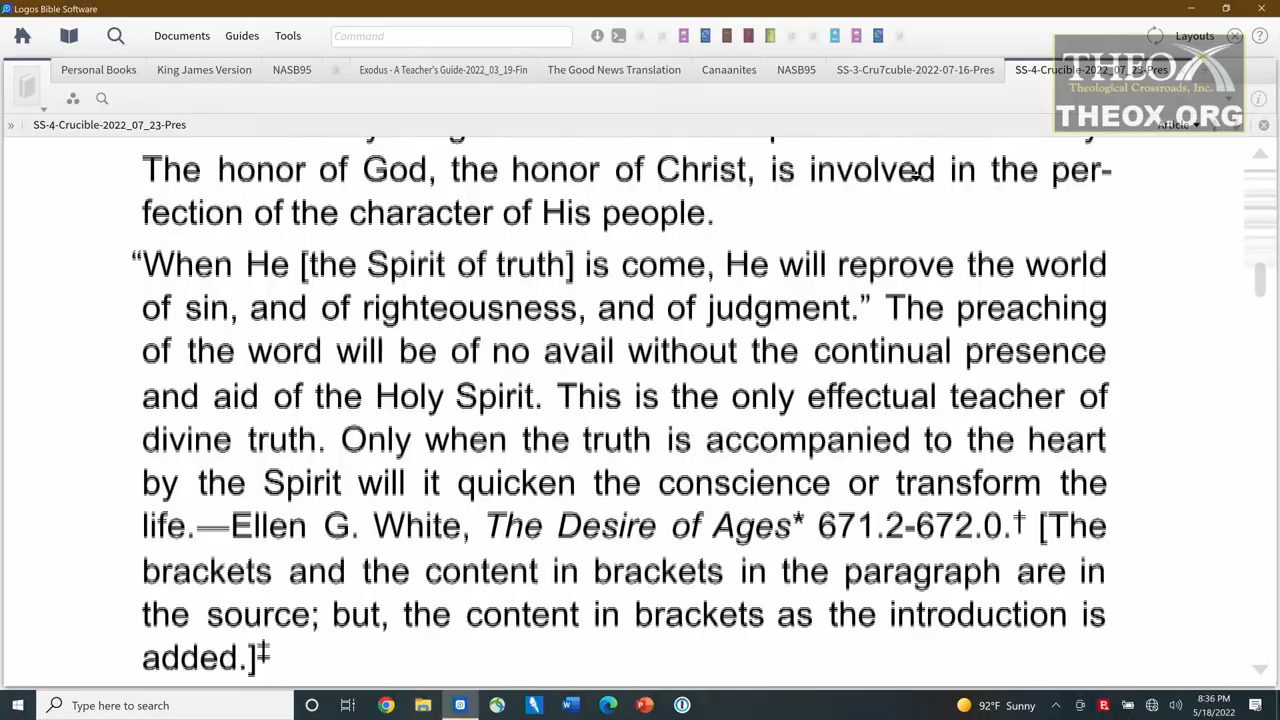 Logos Bible Software
Documents Guides Tools Command Layouts
Personal Books King James Version NASB95 2022_03_19-Fin The Good News Translation Canaanites NASB95 SS-3-Crucible-2022-07-16-Pres SS-4-Crucible-2022_07_23-Pres
THEOX
Theological Crossroads, Inc.
THEOX.ORG
SS-4-Crucible-2022_07_23-Pres Article
The honor of God, the honor of Christ, is involved in the per-
fection of the character of His people.
“When He [the Spirit of truth] is come, He will reprove the world
of sin, and of righteousness, and of judgment.” The preaching
of the word will be of no avail without the continual presence
and aid of the Holy Spirit. This is the only effectual teacher of
divine truth. Only when the truth is accompanied to the heart
by the Spirit will it quicken the conscience or transform the
life.—Ellen G. White, The Desire of Ages* 671.2-672.0.† [The
brackets and the content in brackets in the paragraph are in
the source; but, the content in brackets as the introduction is
added.]‡
Type here to search
92°F Sunny
8:36 PM
5/18/2022